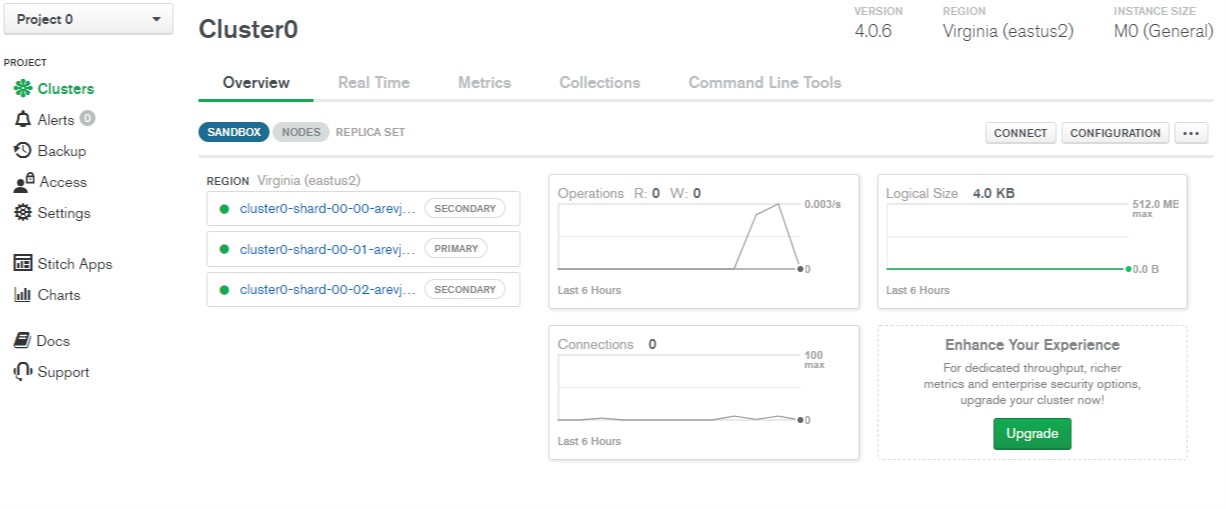 Project 0
PROJECT
Clusters
Alerts 0
Backup
Access
Settings
Stitch Apps
Charts
Docs
Support
Cluster0
VERSION
4.0.6
REGION
Virginia (eastus2)
INSTANCE SIZE
M0 (General)
Overview Real Time Metrics Collections Command Line Tools
SANDBOX NODES REPLICA SET
CONNECT CONFIGURATION ...
REGION Virginia (eastus2)
cluster0-shard-00-00-arevj... SECONDARY
cluster0-shard-00-01-arevj... PRIMARY
cluster0-shard-00-02-arevj... SECONDARY
Operations R: 0 W: 0
0.003/s
0
Last 6 Hours
Logical Size 4.0 KB
512.0 MB
max
0.0 B
Last 6 Hours
Connections 0
100
max
0
Last 6 Hours
Enhance Your Experience
For dedicated throughput, richer
metrics and enterprise security options,
upgrade your cluster now!
Upgrade